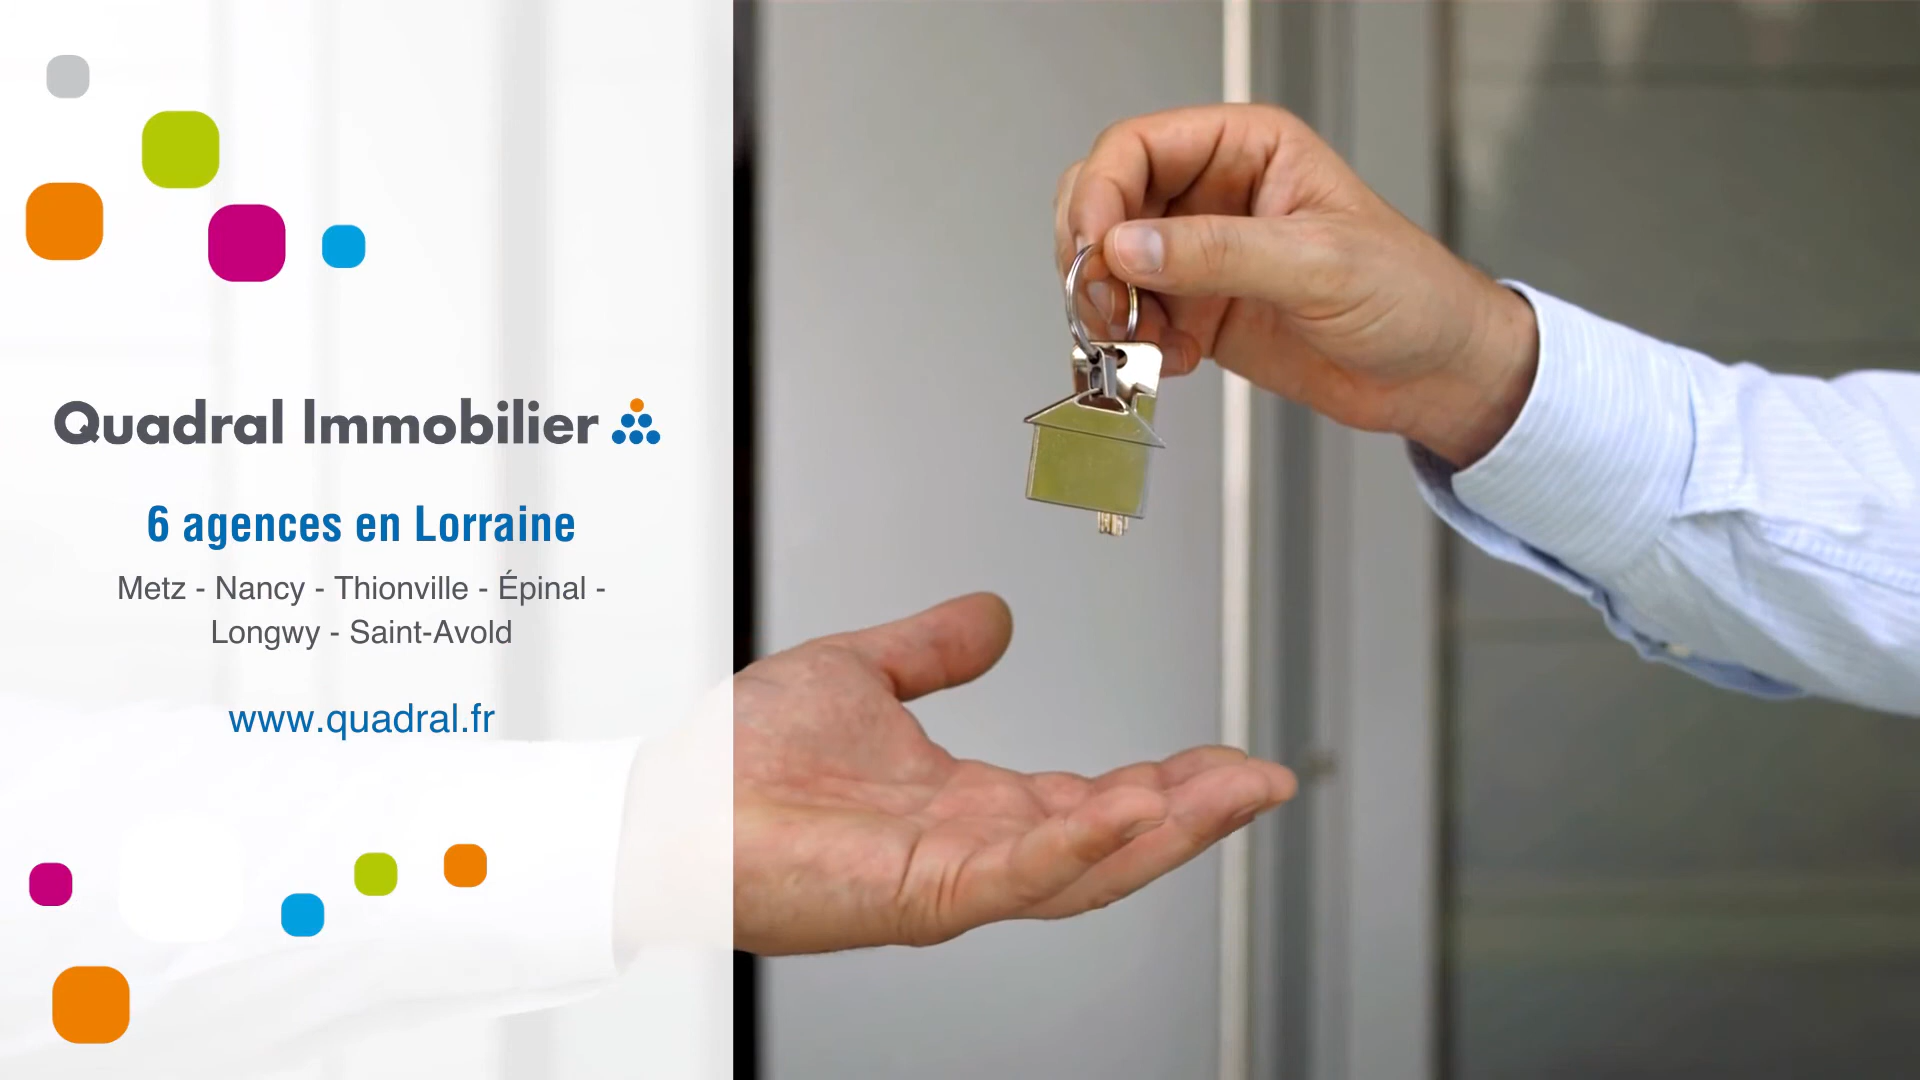 Quadral Immobilier
6 agences en Lorraine
Metz - Nancy - Thionville - Épinal -
Longwy - Saint-Avold
www.quadral.fr